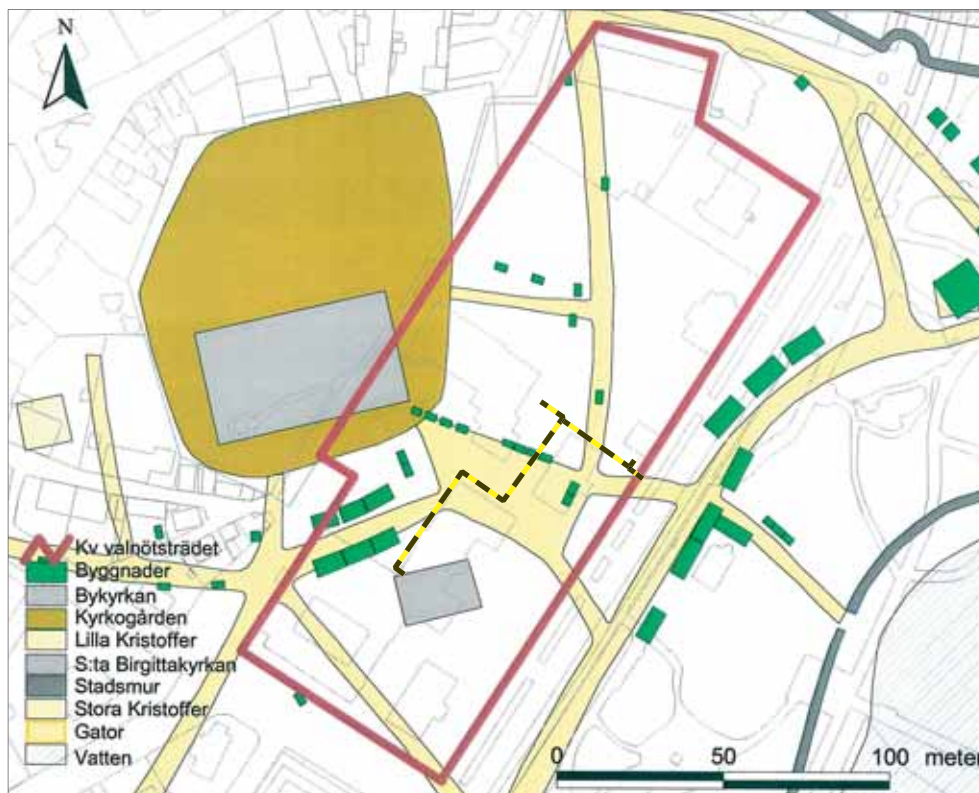 N
Kv valnötsträdet
Byggnader
Bykyrkan
Kyrkogården
Lilla Kristoffer
S:ta Birgittakyrkan
Stadsmur
Stora Kristoffer
Gator
Vatten
0 50 100 meter